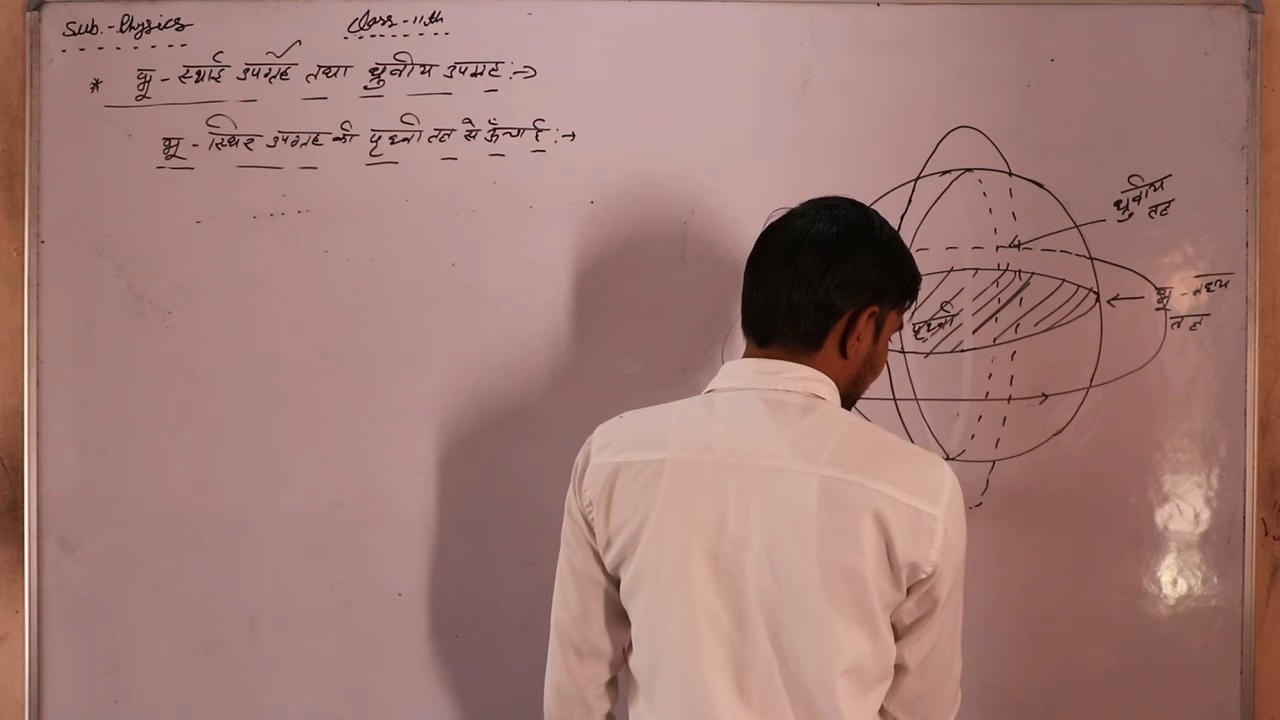 Sub.-Physics Class-11th
* भू-स्थाई उपग्रह तथा ध्रुवीय उपग्रह:→
भू-स्थिर उपग्रह की पृथ्वी तल से ऊँचाई:→
ध्रुवीय
तल
भू-मध्य
तल
पृथ्वी